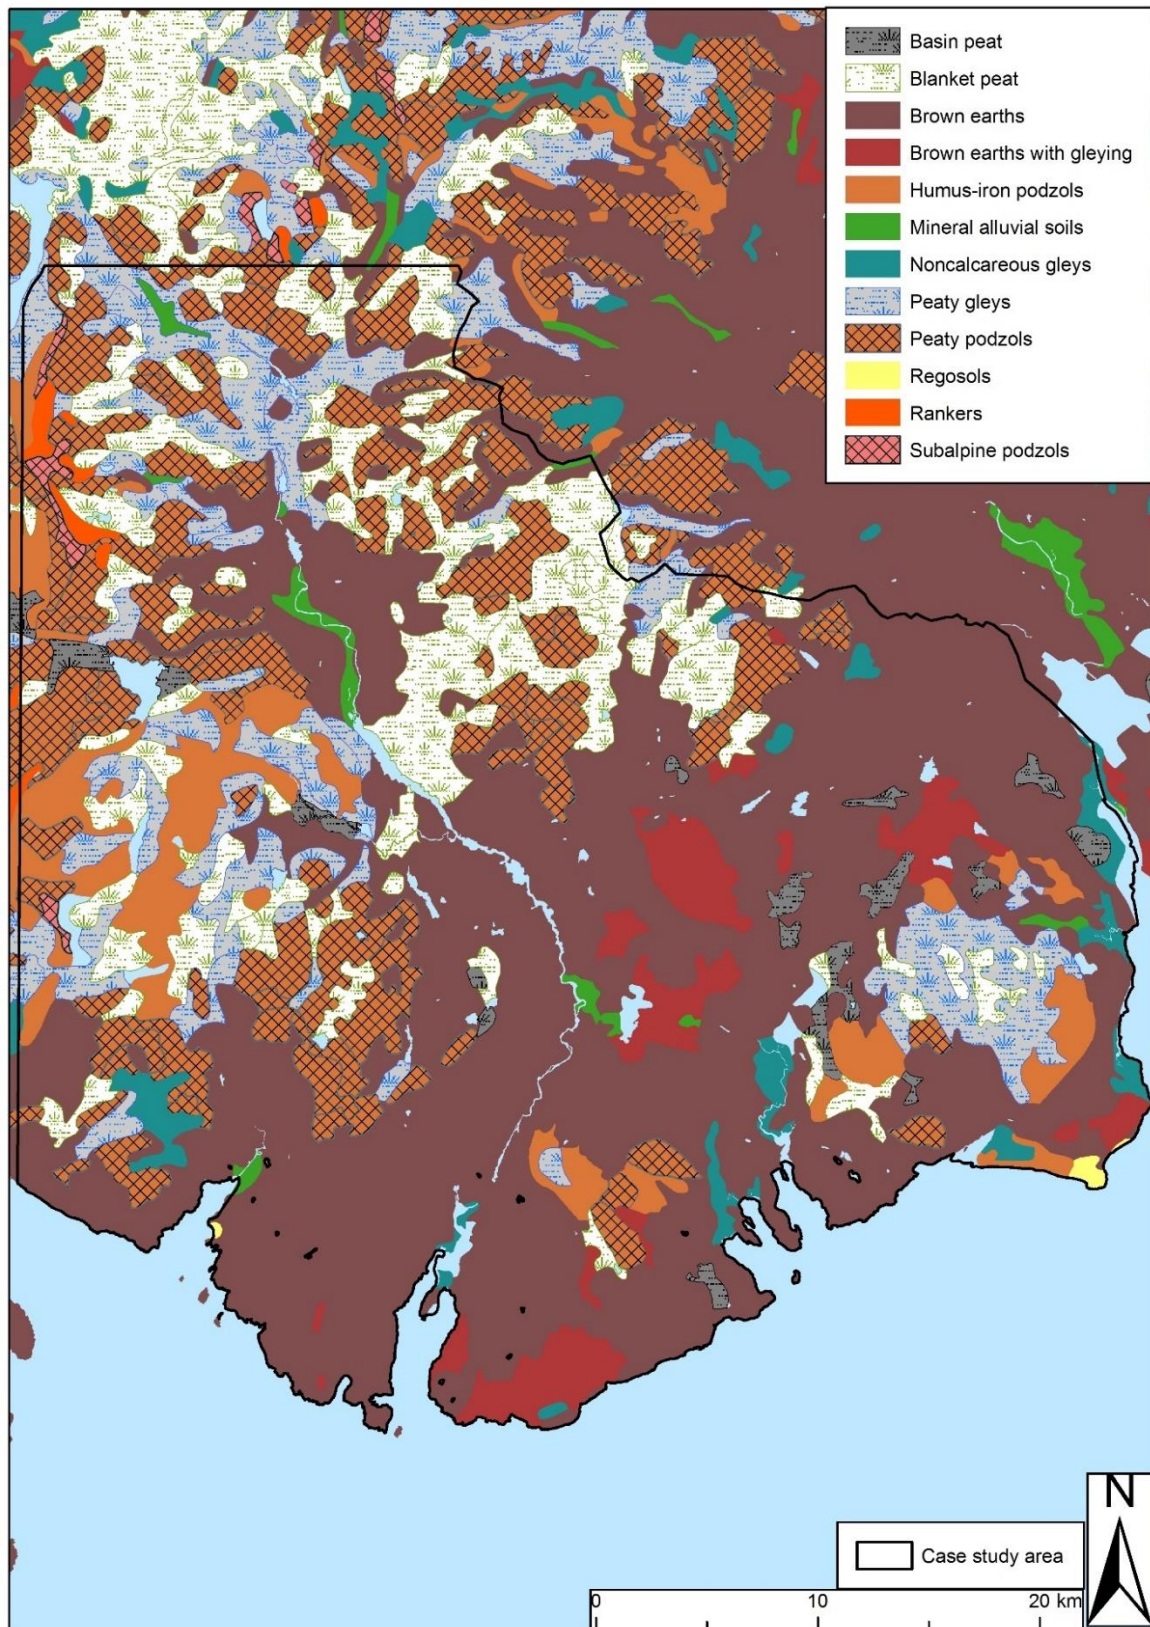 Basin peat
Blanket peat
Brown earths
Brown earths with gleying
Humus-iron podzols
Mineral alluvial soils
Noncalcareous gleys
Peaty gleys
Peaty podzols
Regosols
Rankers
Subalpine podzols
N
Case study area
0 10 20 km